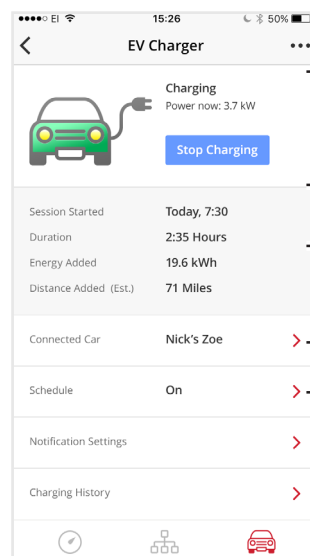 EI 15:26 50%
EV Charger
Charging
Power now: 3.7 kW
Stop Charging
Session Started Today, 7:30
Duration 2:35 Hours
Energy Added 19.6 kWh
Distance Added (Est.) 71 Miles
Connected Car Nick's Zoe
Schedule On
Notification Settings
Charging History